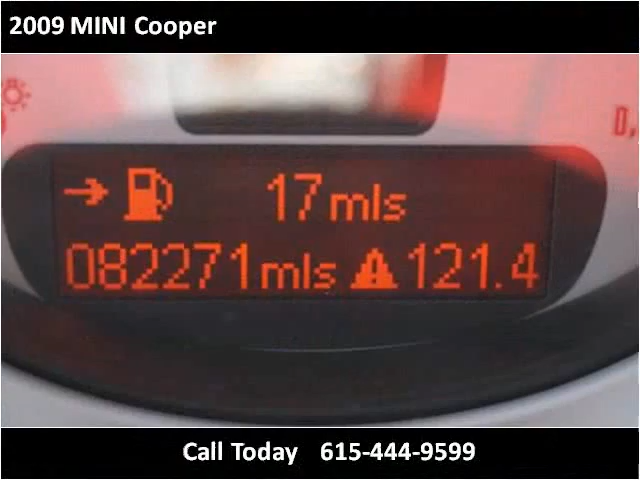 2009 MINI Cooper
17 mls
082271 mls 121.4
Call Today 615-444-9599